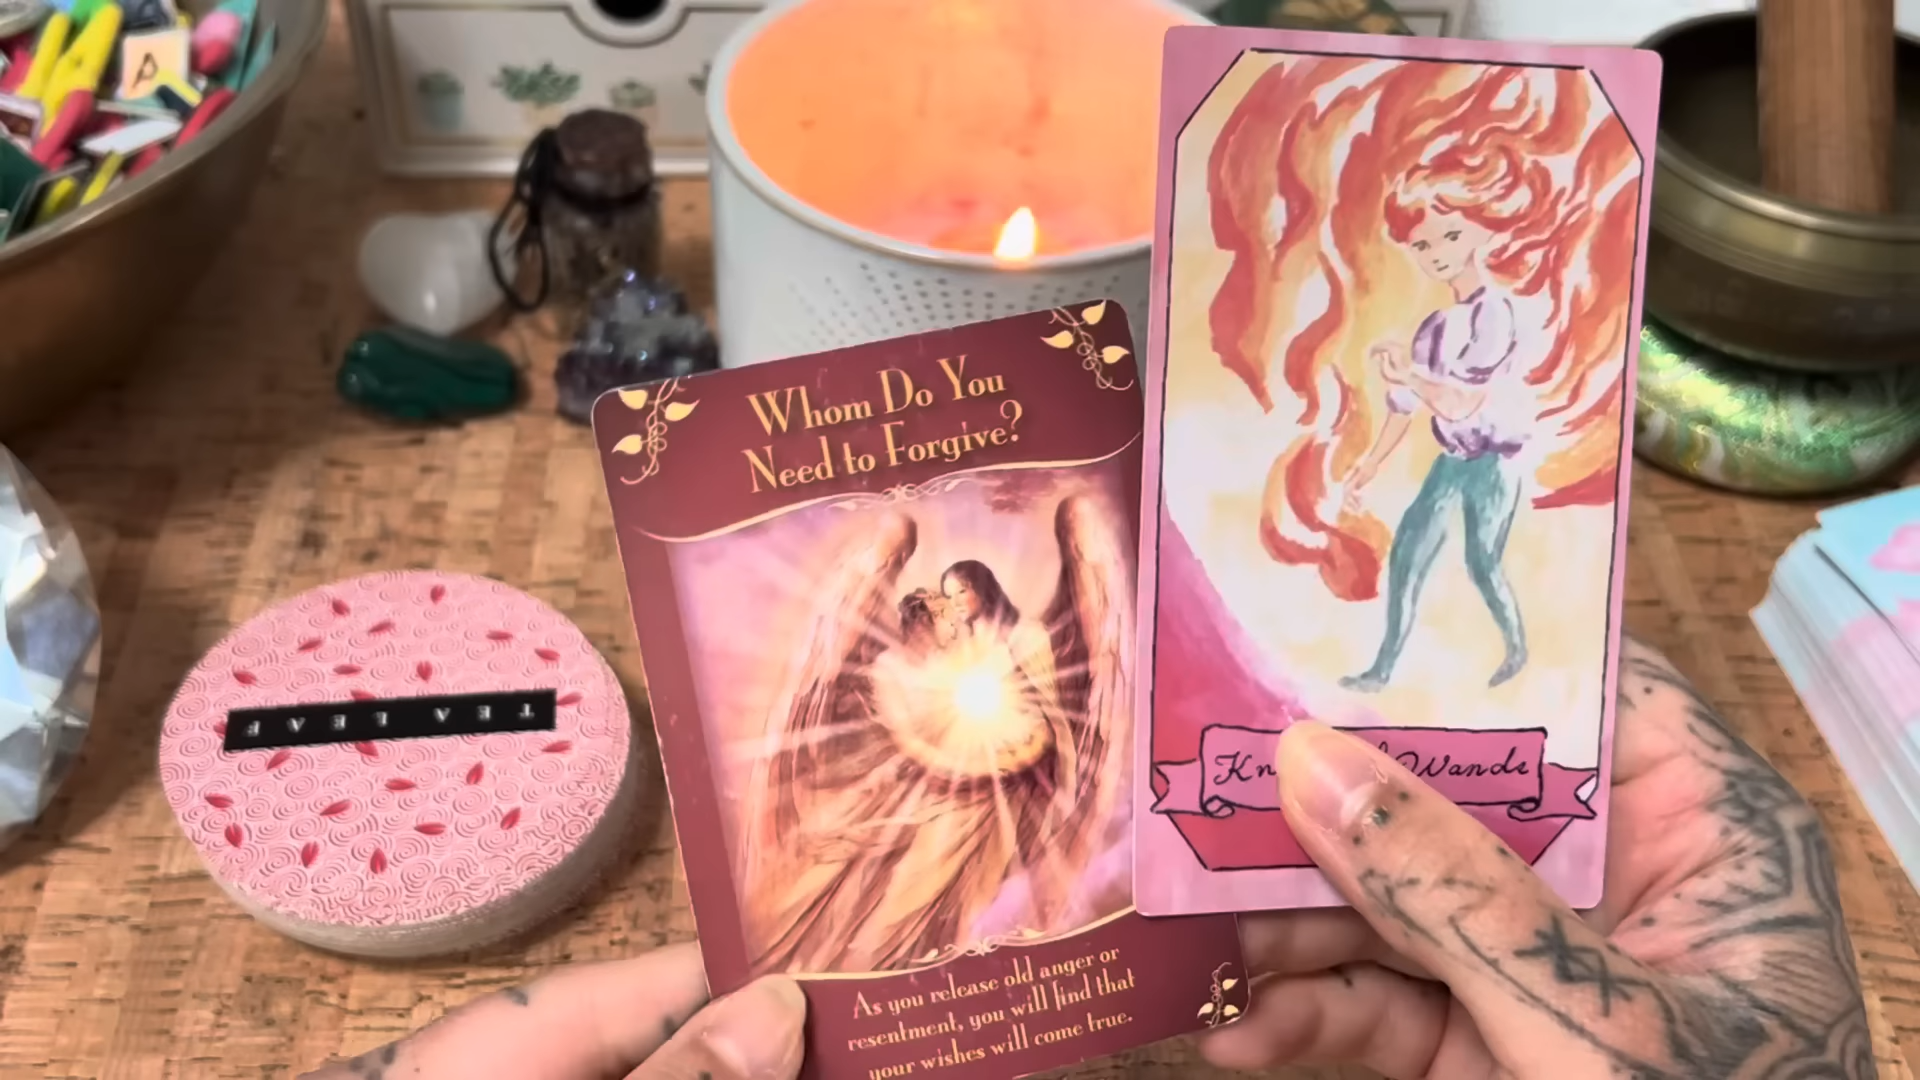 A
Whom Do You
Need to Forgive?
TEA LEAF
Kn Wands
As you release old anger or
resentment, you will find that
your wishes will come true.